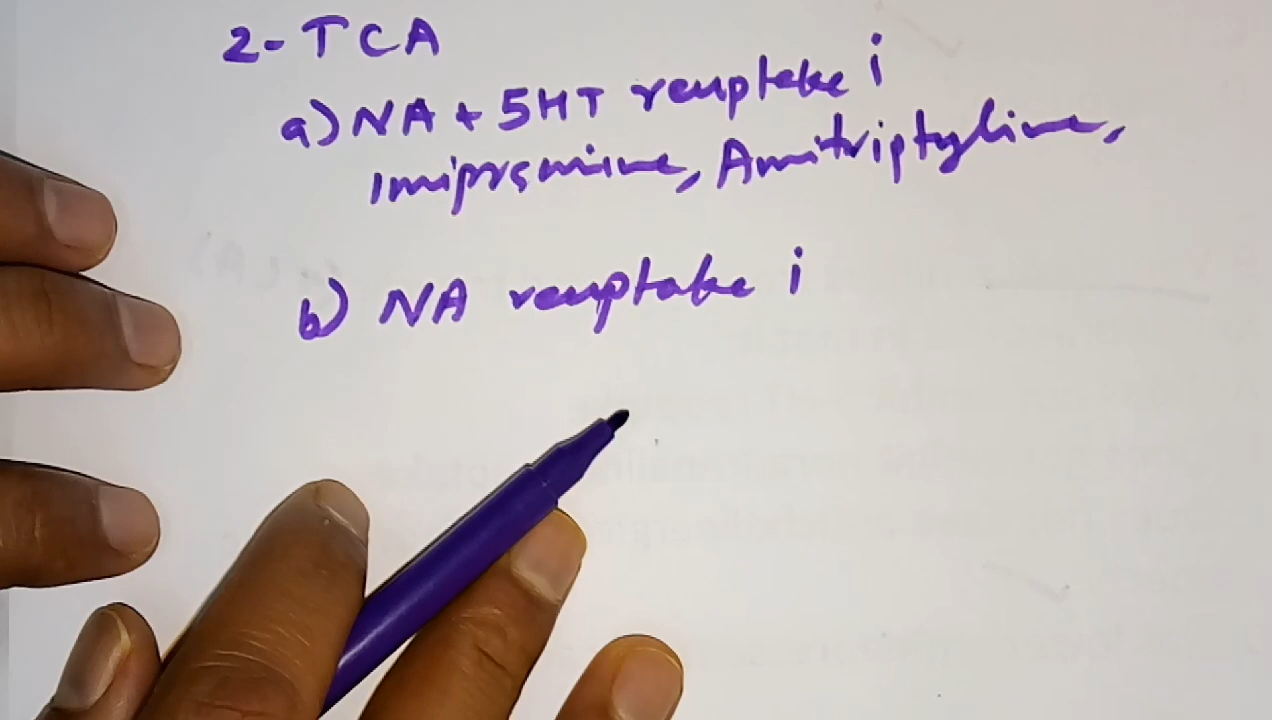 2- TCA
a) NA + 5HT reuptake i
Imipramine, Amitriptyline,
b) NA reuptake i